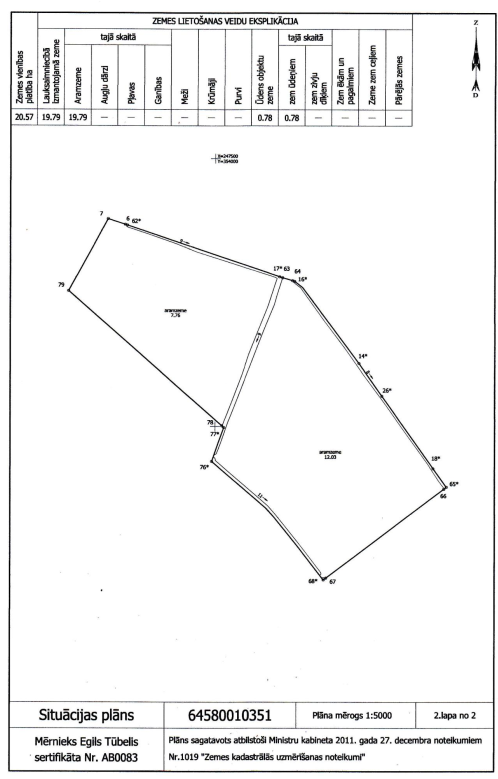 ZEMES LIETOŠANAS VEIDU EKSPLIKĀCIJA
Z
Zemes vienības platība ha
Lauksaimniecībā izmantojamā zeme
tajā skaitā
Aramzeme
Augļu dārzi
Pļavas
Ganības
Meži
Krūmāji
Purvi
Ūdens objektu zeme
tajā skaitā
zem ūdeņiem
zem zivju dīķiem
Zem ēkām un pagalmiem
Zeme zem ceļiem
Pārējās zemes
D
20.57 19.79 19.79 — — — — — — 0.78 0.78 — — — —
X=247500
Y=354000
7 6 62*
17* 63 64
16*
79
aramzeme
7.76
14*
26*
78
77*
aramzeme
12.03
76*
18*
65*
66
11
68* 67
Situācijas plāns 64580010351 Plāna mērogs 1:5000 2.lapa no 2
Mērnieks Egils Tūbelis
sertifikāta Nr. AB0083
Plāns sagatavots atbilstoši Ministru kabineta 2011. gada 27. decembra noteikumiem
Nr.1019 "Zemes kadastrālās uzmērīšanas noteikumi"